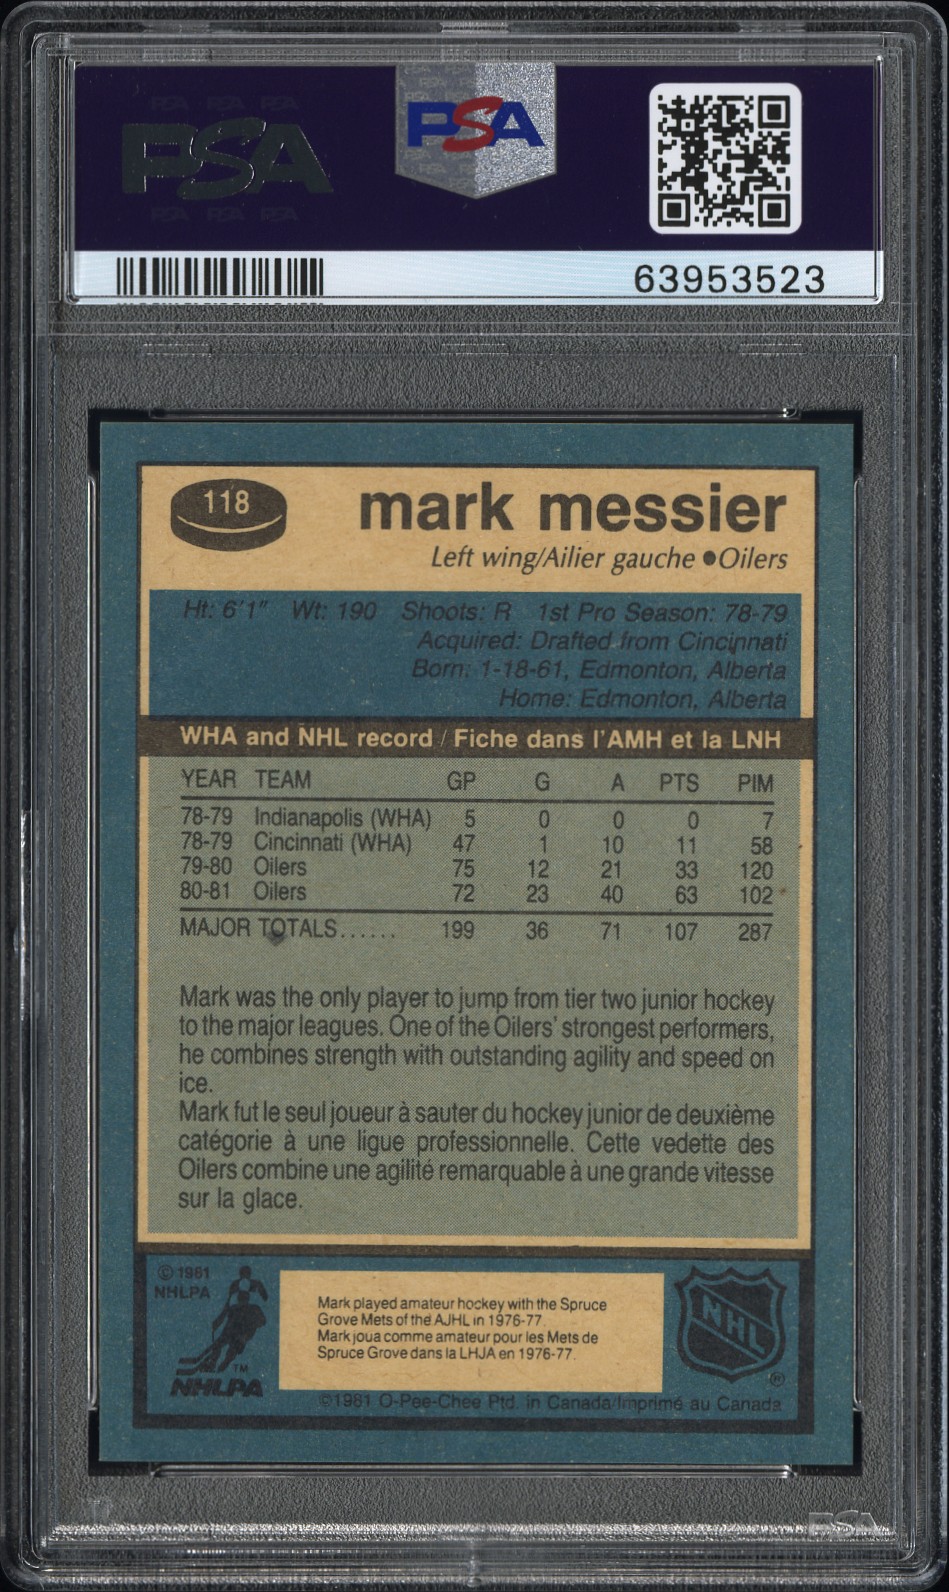 PSA PSA PSA
PSA
PSA PSA PSA
PSA
63953523
118
mark messier
Left wing/Ailier gauche ● Oilers
Ht: 6'1" Wt: 190 Shoots: R 1st Pro Season: 78-79
Acquired: Drafted from Cincinnati
Born: 1-18-61, Edmonton, Alberta
Home: Edmonton, Alberta
WHA and NHL record / Fiche dans l'AMH et la LNH
YEAR TEAM GP G A PTS PIM
78-79 Indianapolis (WHA) 5 0 0 0 7
78-79 Cincinnati (WHA) 47 1 10 11 58
79-80 Oilers 75 12 21 33 120
80-81 Oilers 72 23 40 63 102
MAJOR TOTALS...... 199 36 71 107 287
Mark was the only player to jump from tier two junior hockey
to the major leagues. One of the Oilers' strongest performers,
he combines strength with outstanding agility and speed on
ice.
Mark fut le seul joueur à sauter du hockey junior de deuxième
catégorie à une ligue professionnelle. Cette vedette des
Oilers combine une agilité remarquable à une grande vitesse
sur la glace.
© 1981
NHLPA
TM
NHLPA
Mark played amateur hockey with the Spruce
Grove Mets of the AJHL in 1976-77.
Mark joua comme amateur pour les Mets de
Spruce Grove dans la LHJA en 1976-77.
NHL
®
©1981 O-Pee-Chee Ptd. in Canada/Imprimé au Canada
PSA